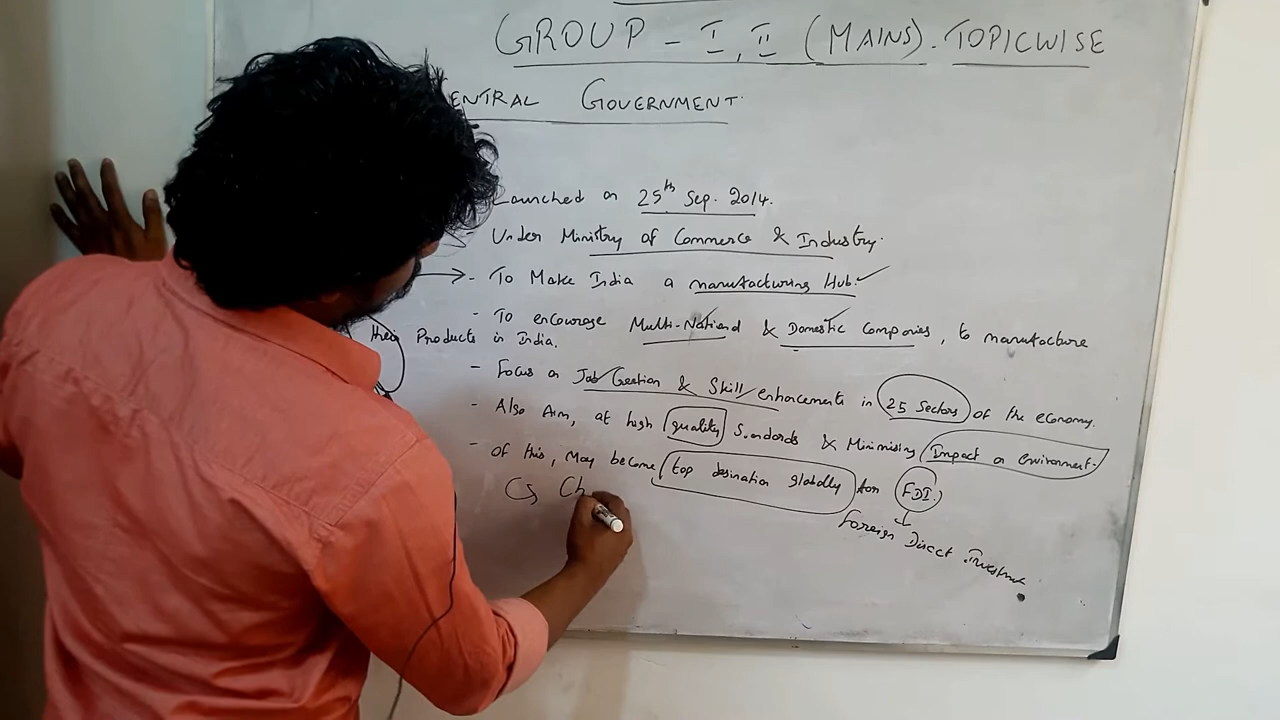 GROUP - I, II (MAINS). TOPICWISE
ENTRAL GOVERNMENT.
Launched on 25th Sep. 2014.
- Under Ministry of Commerce & Industry.
→ - To Make India a manufacturing Hub.
- To encourage Multi-National & Domestic Companies, to manufacture
their Products in India.
- Focus on Job Creation & Skill enhancements in 25 Sectors of the economy.
- Also Aim, at high quality Standards & Minimising Impact on Environment.
- of this, May become top desination globally for FDI.
Ch
Foreign Direct